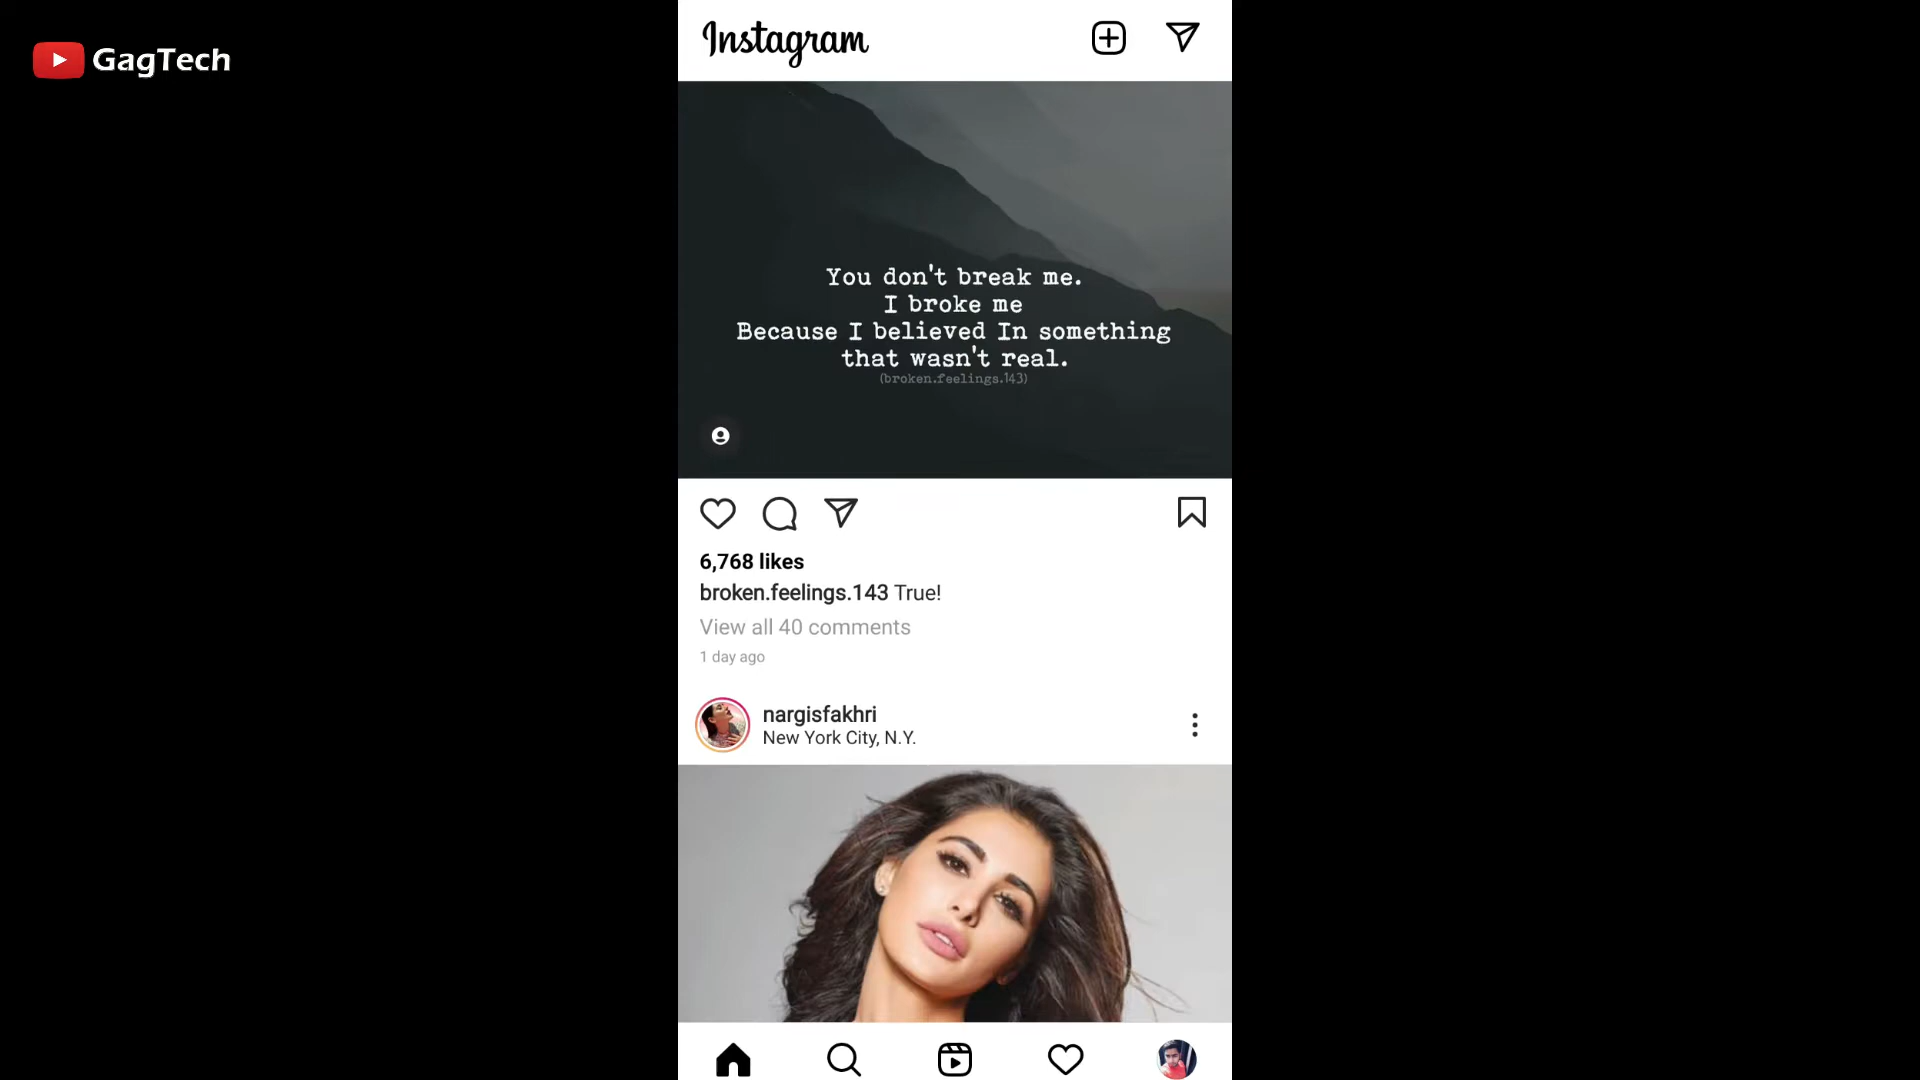 GagTech
Instagram
You don't break me.
I broke me
Because I believed In something
that wasn't real.
(broken.feelings.143)
6,768 likes
broken.feelings.143 True!
View all 40 comments
1 day ago
nargisfakhri
New York City, N.Y.